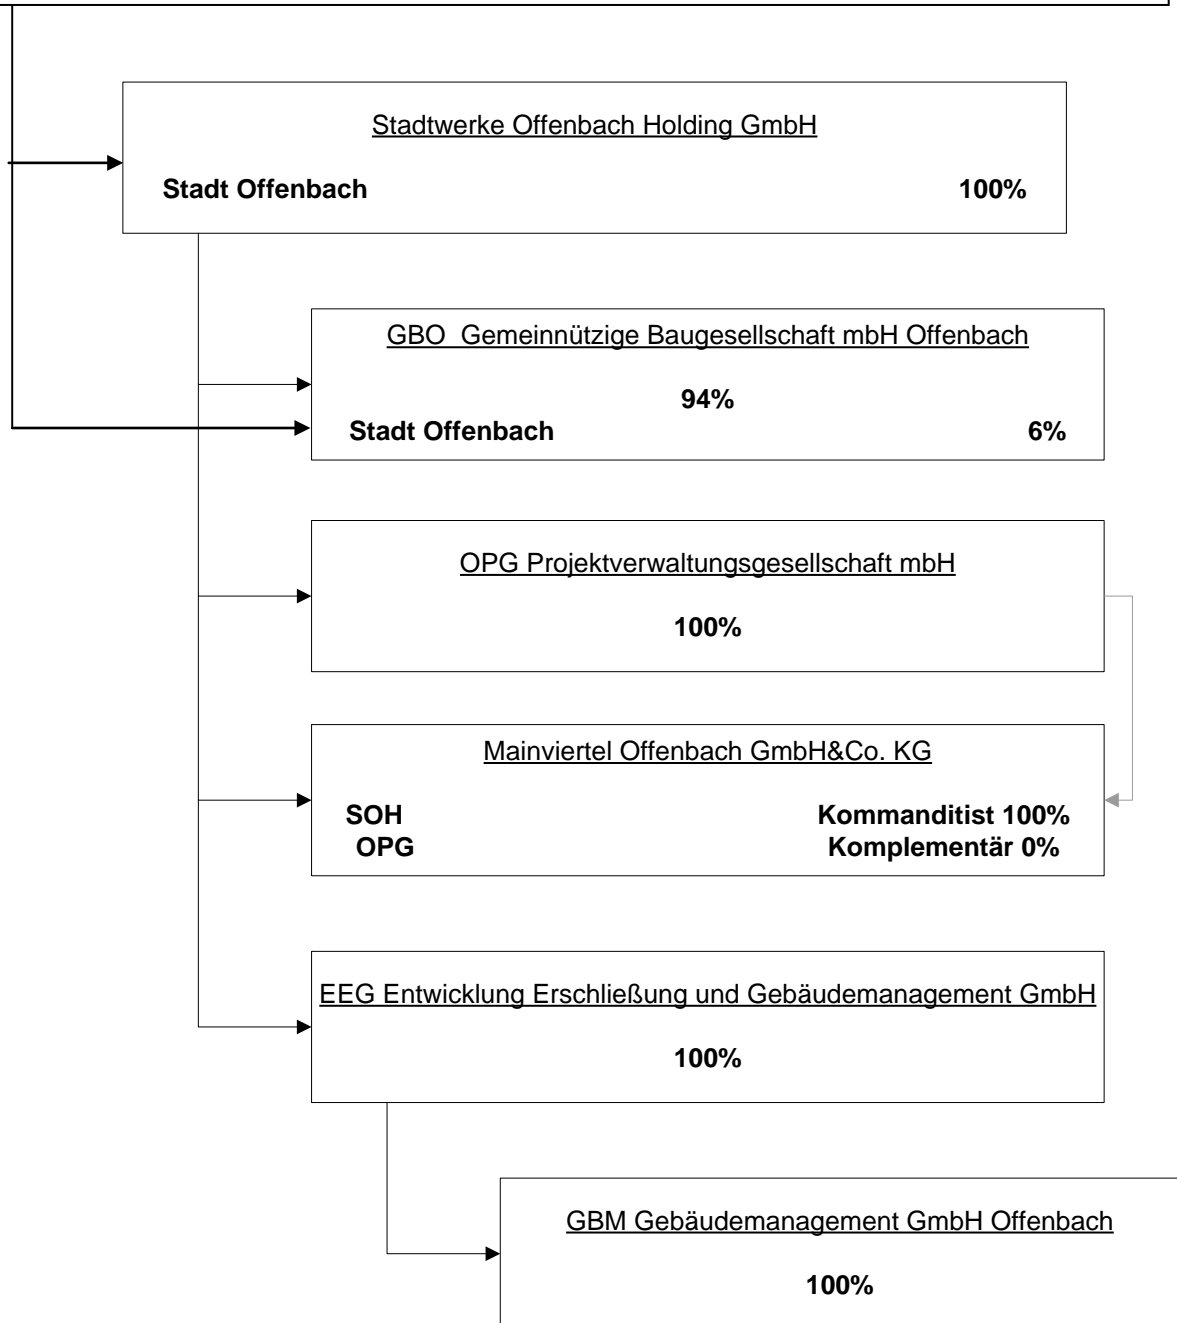 Stadtwerke Offenbach Holding GmbH
Stadt Offenbach 100%
GBO  Gemeinnützige Baugesellschaft mbH Offenbach
94%
Stadt Offenbach 6%
OPG Projektverwaltungsgesellschaft mbH
100%
Mainviertel Offenbach GmbH&Co. KG
SOH Kommanditist 100%
OPG Komplementär 0%
EEG Entwicklung Erschließung und Gebäudemanagement GmbH
100%
GBM Gebäudemanagement GmbH Offenbach
100%